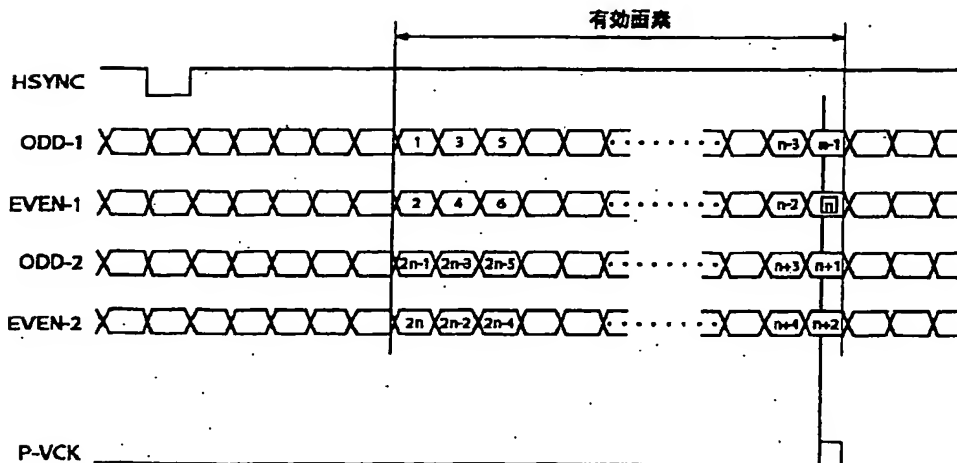 有効画素
HSYNC
ODD-1 1 3 5 n-3 n-1
EVEN-1 2 4 6 n-2 n
ODD-2 2n-1 2n-3 2n-5 n+3 n+1
EVEN-2 2n 2n-2 2n-4 n+4 n+2
P-VCK